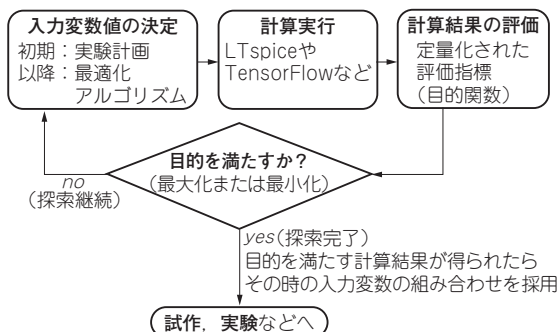 入力変数値の決定
初期：実験計画
以降：最適化
アルゴリズム
計算実行
LTspiceや
TensorFlowなど
計算結果の評価
定量化された
評価指標
(目的関数)
目的を満たすか？
(最大化または最小化)
no
(探索継続)
yes(探索完了)
目的を満たす計算結果が得られたら
その時の入力変数の組み合わせを採用
試作，実験などへ